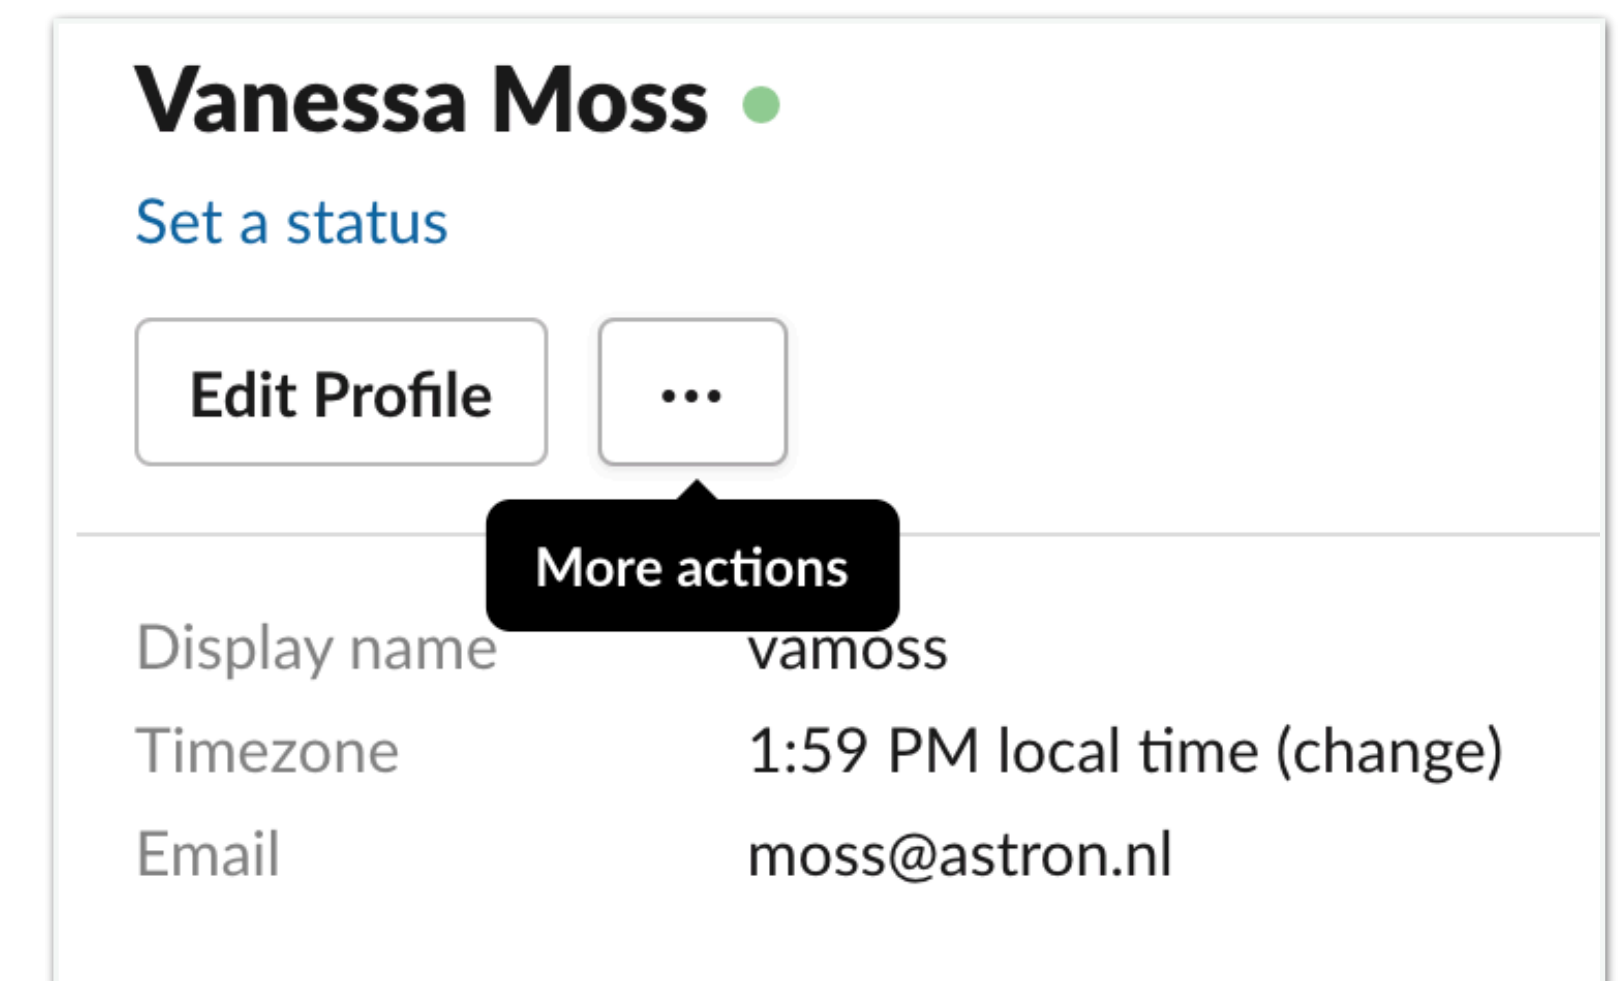 Vanessa Moss
Set a status
Edit Profile ...
More actions
Display name vamoss
Timezone 1:59 PM local time (change)
Email moss@astron.nl